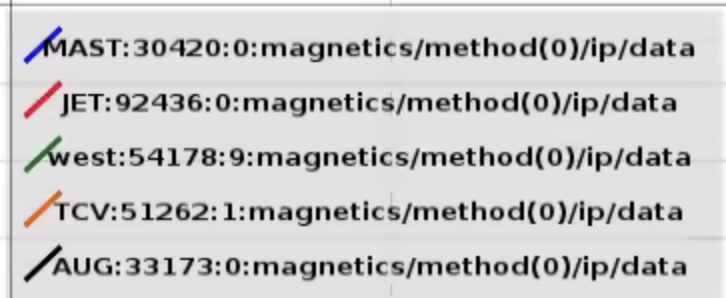 MAST:30420:0:magnetics/method(0)/ip/data
JET:92436:0:magnetics/method(0)/ip/data
west:54178:9:magnetics/method(0)/ip/data
TCV:51262:1:magnetics/method(0)/ip/data
AUG:33173:0:magnetics/method(0)/ip/data